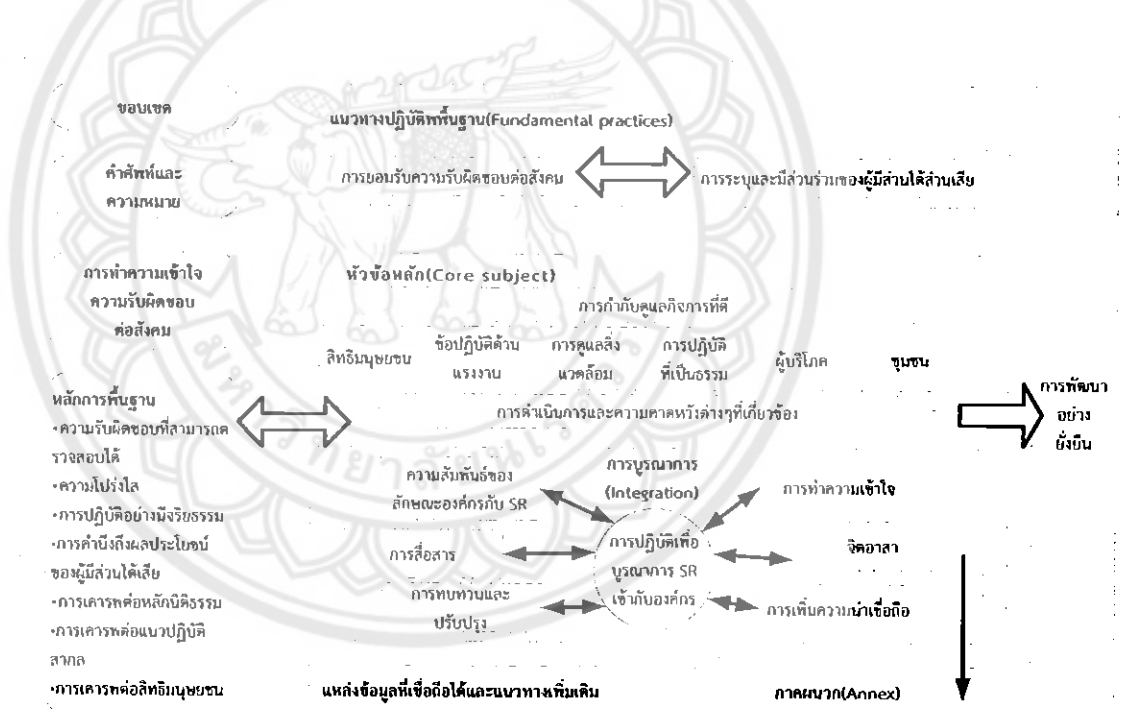 ขอบเขต
แนวทางปฏิบัติพื้นฐาน(Fundamental practices)
คำศัพท์และ
ความหมาย
การยอมรับความรับผิดชอบต่อสังคม
การระบุและมีส่วนร่วมของผู้มีส่วนได้ส่วนเสีย
การทำความเข้าใจ
ความรับผิดชอบ
ต่อสังคม
หัวข้อหลัก(Core subject)
การกำกับดูแลกิจการที่ดี
สิทธิมนุษยชน
ข้อปฏิบัติด้าน
แรงงาน
การดูแลสิ่ง
แวดล้อม
การปฏิบัติ
ที่เป็นธรรม
ผู้บริโภค
ชุมชน
การดำเนินการและความคาดหวังต่างๆที่เกี่ยวข้อง
การพัฒนา
อย่าง
ยั่งยืน
หลักการพื้นฐาน
•ความรับผิดชอบที่สามารถต
รวจสอบได้
•ความโปร่งใส
•การปฏิบัติอย่างมีจริยธรรม
•การคำนึงถึงผลประโยชน์
ของผู้มีส่วนได้เสีย
•การเคารพต่อหลักนิติธรรม
•การเคารพต่อแนวปฏิบัติ
สากล
•การเคารพต่อสิทธิมนุษยชน
การบูรณาการ
(Integration)
ความสัมพันธ์ของ
ลักษณะองค์กรกับ SR
การสื่อสาร
การทบทวนและ
ปรับปรุง
การปฏิบัติเพื่อ
บูรณาการ SR
เข้ากับองค์กร
การทำความเข้าใจ
จิตอาสา
การเพิ่มความน่าเชื่อถือ
แหล่งข้อมูลที่เชื่อถือได้และแนวทางเพิ่มเติม
ภาคผนวก(Annex)